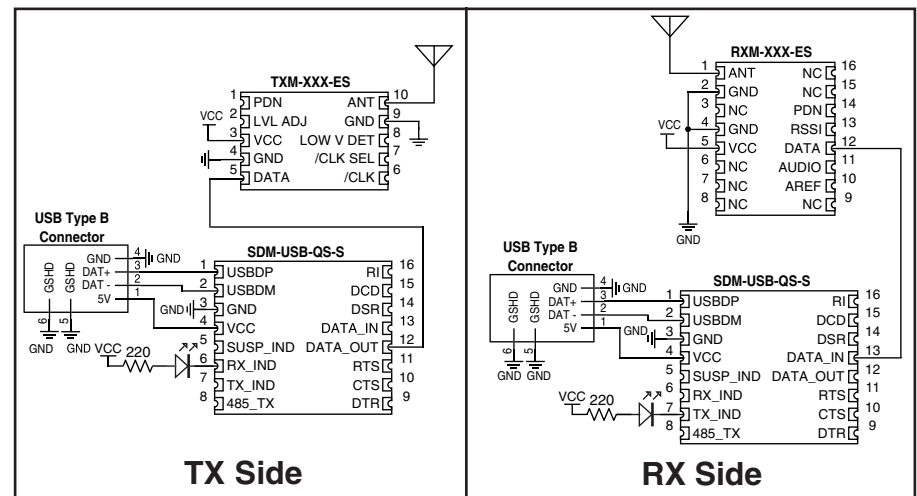 TXM-XXX-ES
1 PDN ANT 10
2 LVL ADJ GND 9
VCC 3 VCC LOW V DET 8
4 GND /CLK SEL 7
5 DATA /CLK 6
USB Type B
Connector
GND 4 GND
DAT+ 3
DAT - 2
5V 1
GSHD GSHD
6 5
GND GND
SDM-USB-QS-S
1 USBDP RI 16
2 USBDM DCD 15
GND 3 GND DSR 14
4 VCC DATA_IN 13
5 SUSP_IND DATA_OUT 12
VCC 220 6 RX_IND RTS 11
7 TX_IND CTS 10
8 485_TX DTR 9
TX Side
RXM-XXX-ES
1 ANT NC 16
2 GND NC 15
3 NC PDN 14
4 GND RSSI 13
VCC 5 VCC DATA 12
6 NC AUDIO 11
7 NC AREF 10
8 NC NC 9
GND
USB Type B
Connector
GND 4 GND
DAT+ 3
DAT - 2
5V 1
GSHD GSHD
6 5
GND GND
SDM-USB-QS-S
1 USBDP RI 16
2 USBDM DCD 15
GND 3 GND DSR 14
4 VCC DATA_IN 13
5 SUSP_IND DATA_OUT 12
6 RX_IND RTS 11
VCC 220 7 TX_IND CTS 10
8 485_TX DTR 9
RX Side